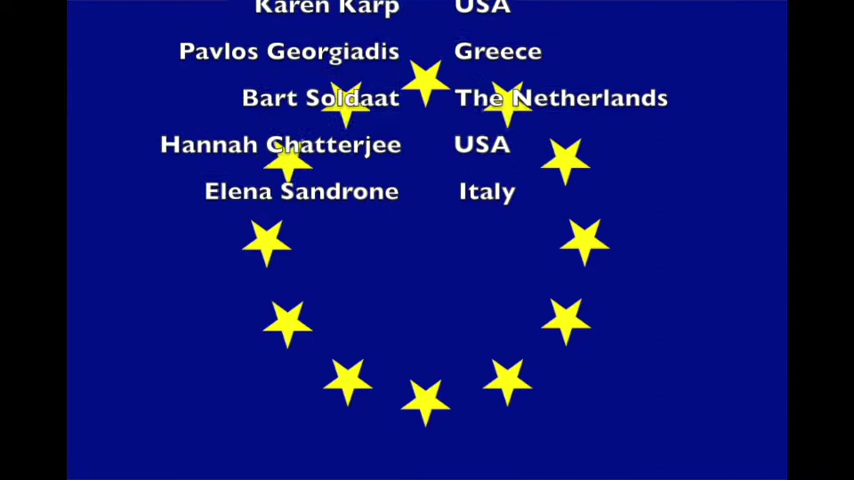 Karen Karp USA
Pavlos Georgiadis Greece
Bart Soldaat The Netherlands
Hannah Chatterjee USA
Elena Sandrone Italy